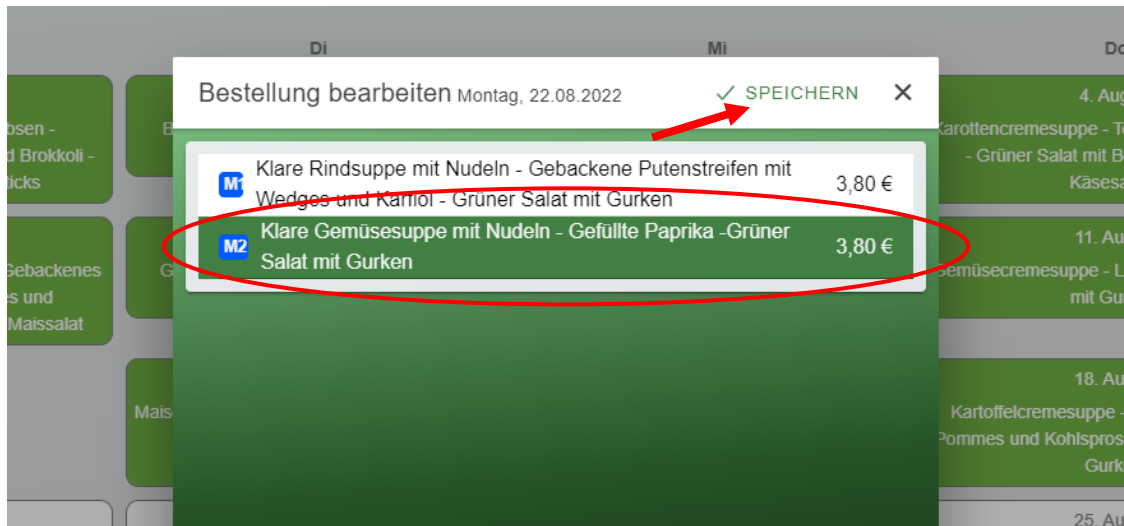 Di
Mi
Do
Bestellung bearbeiten Montag, 22.08.2022
SPEICHERN
M1
Klare Rindsuppe mit Nudeln - Gebackene Putenstreifen mit
Wedges und Karfiol - Grüner Salat mit Gurken
3,80 €
M2
Klare Gemüsesuppe mit Nudeln - Gefüllte Paprika -Grüner
Salat mit Gurken
3,80 €
d Brokkoli -
Gebackenes
s und
Maissalat
Mais
4. Aug
Karottencremesuppe - T
- Grüner Salat mit B
Käsesa
11. Au
Gemüsecremesuppe - L
mit Gu
18. Au
Kartoffelcremesuppe -
Pommes und Kohlspros
Gurk
25. Au